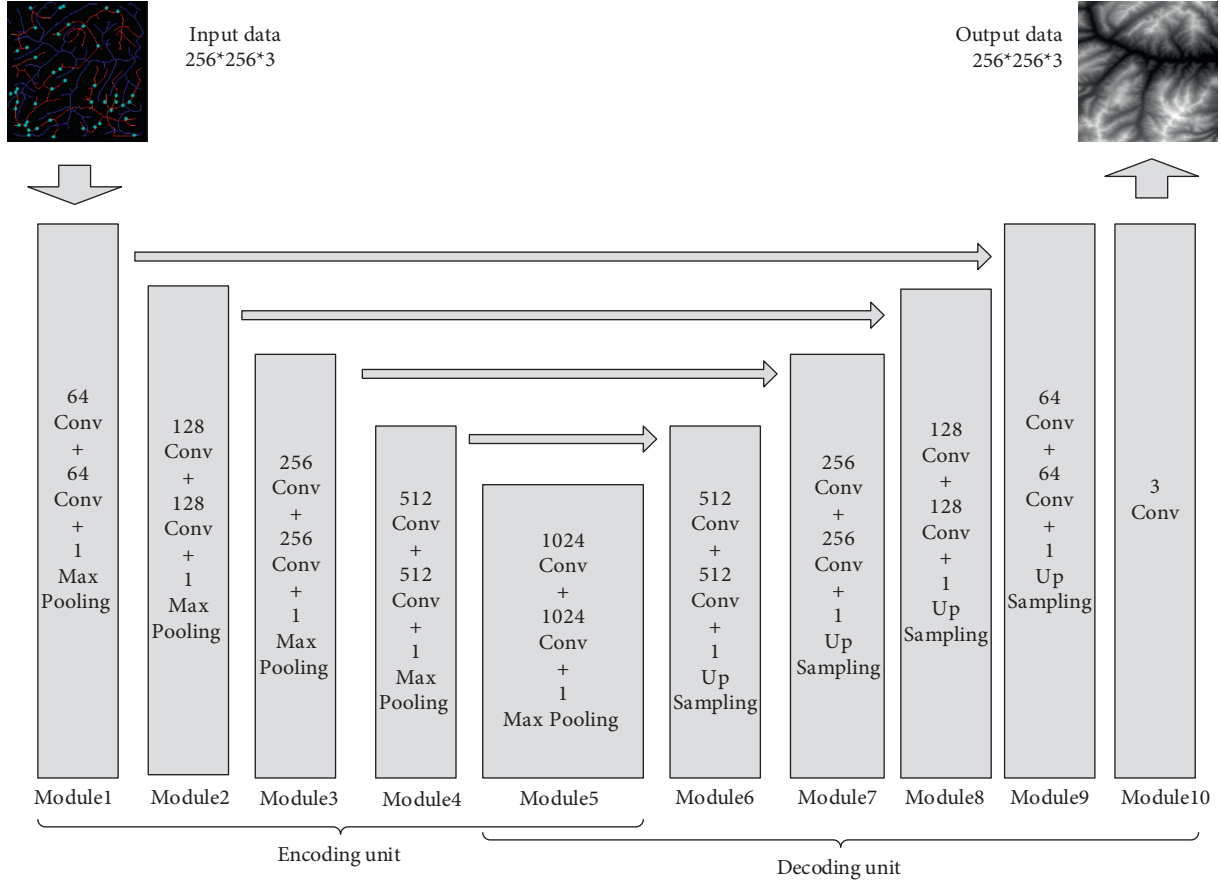 Input data
256*256*3
Output data
256*256*3
64
Conv
+
64
Conv
+
1
Max
Pooling
128
Conv
+
128
Conv
+
1
Max
Pooling
256
Conv
+
256
Conv
+
1
Max
Pooling
512
Conv
+
512
Conv
+
1
Max
Pooling
1024
Conv
+
1024
Conv
+
1
Max Pooling
512
Conv
+
512
Conv
+
1
Up
Sampling
256
Conv
+
256
Conv
+
1
Up
Sampling
128
Conv
+
128
Conv
+
1
Up
Sampling
64
Conv
+
64
Conv
+
1
Up
Sampling
3
Conv
Module1
Module2
Module3
Module4
Module5
Module6
Module7
Module8
Module9
Module10
Encoding unit
Decoding unit